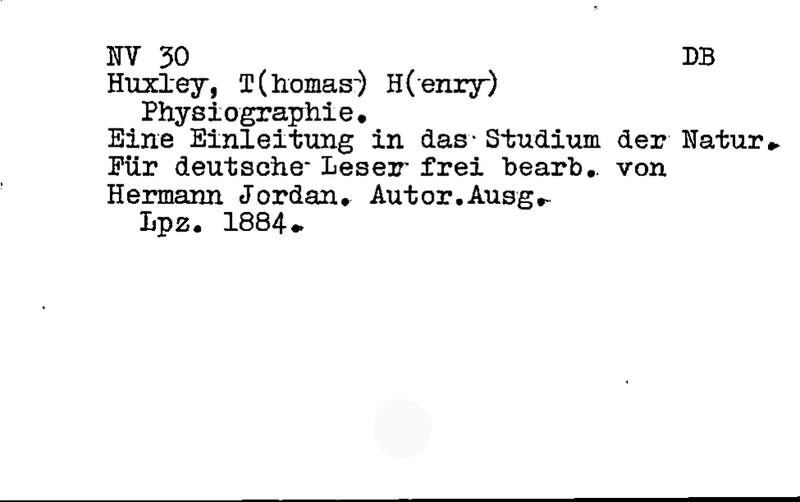 NV 30 DB
Huxley, T(homas) H(enry)
Physiographie.
Eine Einleitung in das Studium der Natur.
Für deutsche Leser frei bearb. von
Hermann Jordan. Autor.Ausg.
Lpz. 1884.